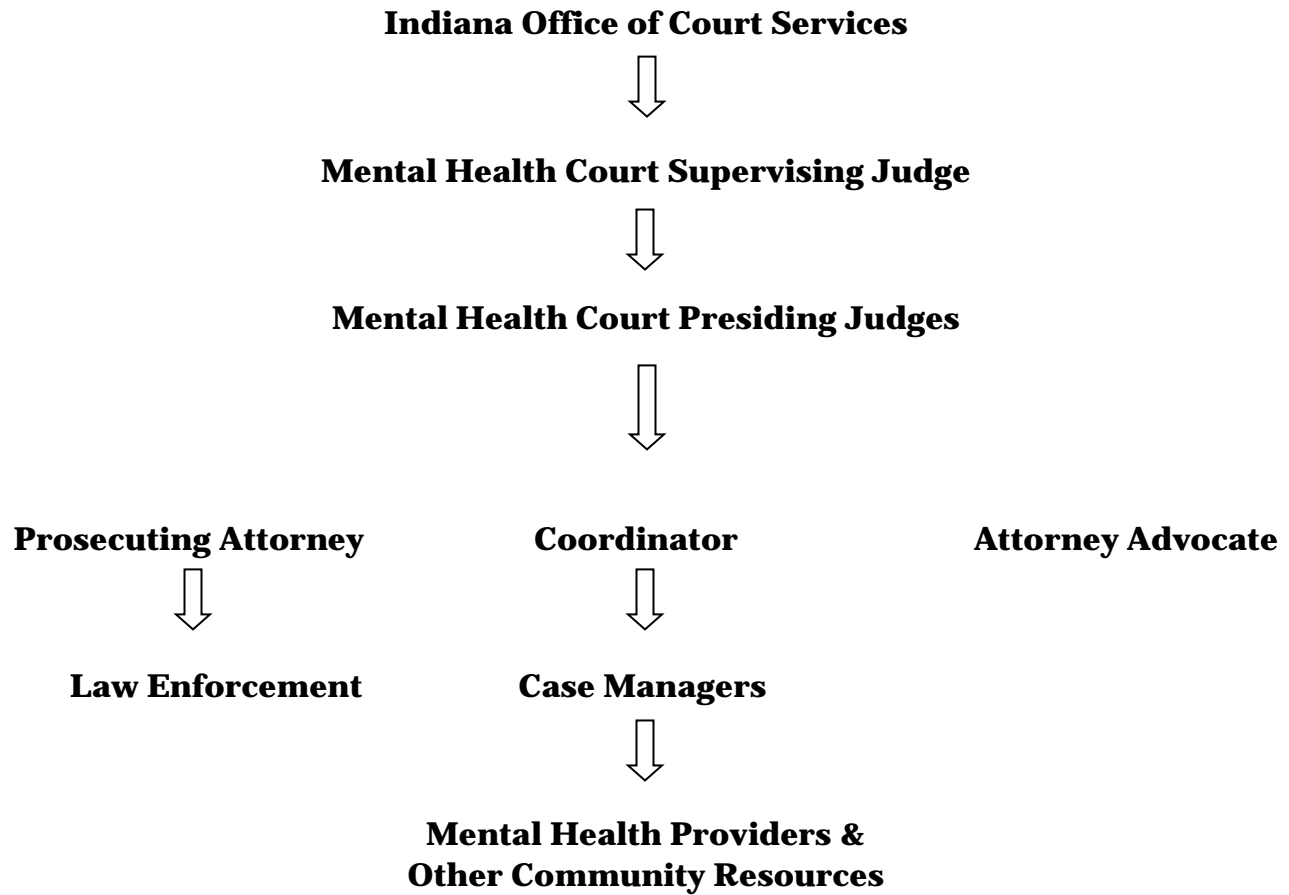 Indiana Office of Court Services
Mental Health Court Supervising Judge
Mental Health Court Presiding Judges
Prosecuting Attorney
Coordinator
Attorney Advocate
Law Enforcement
Case Managers
Mental Health Providers &
Other Community Resources